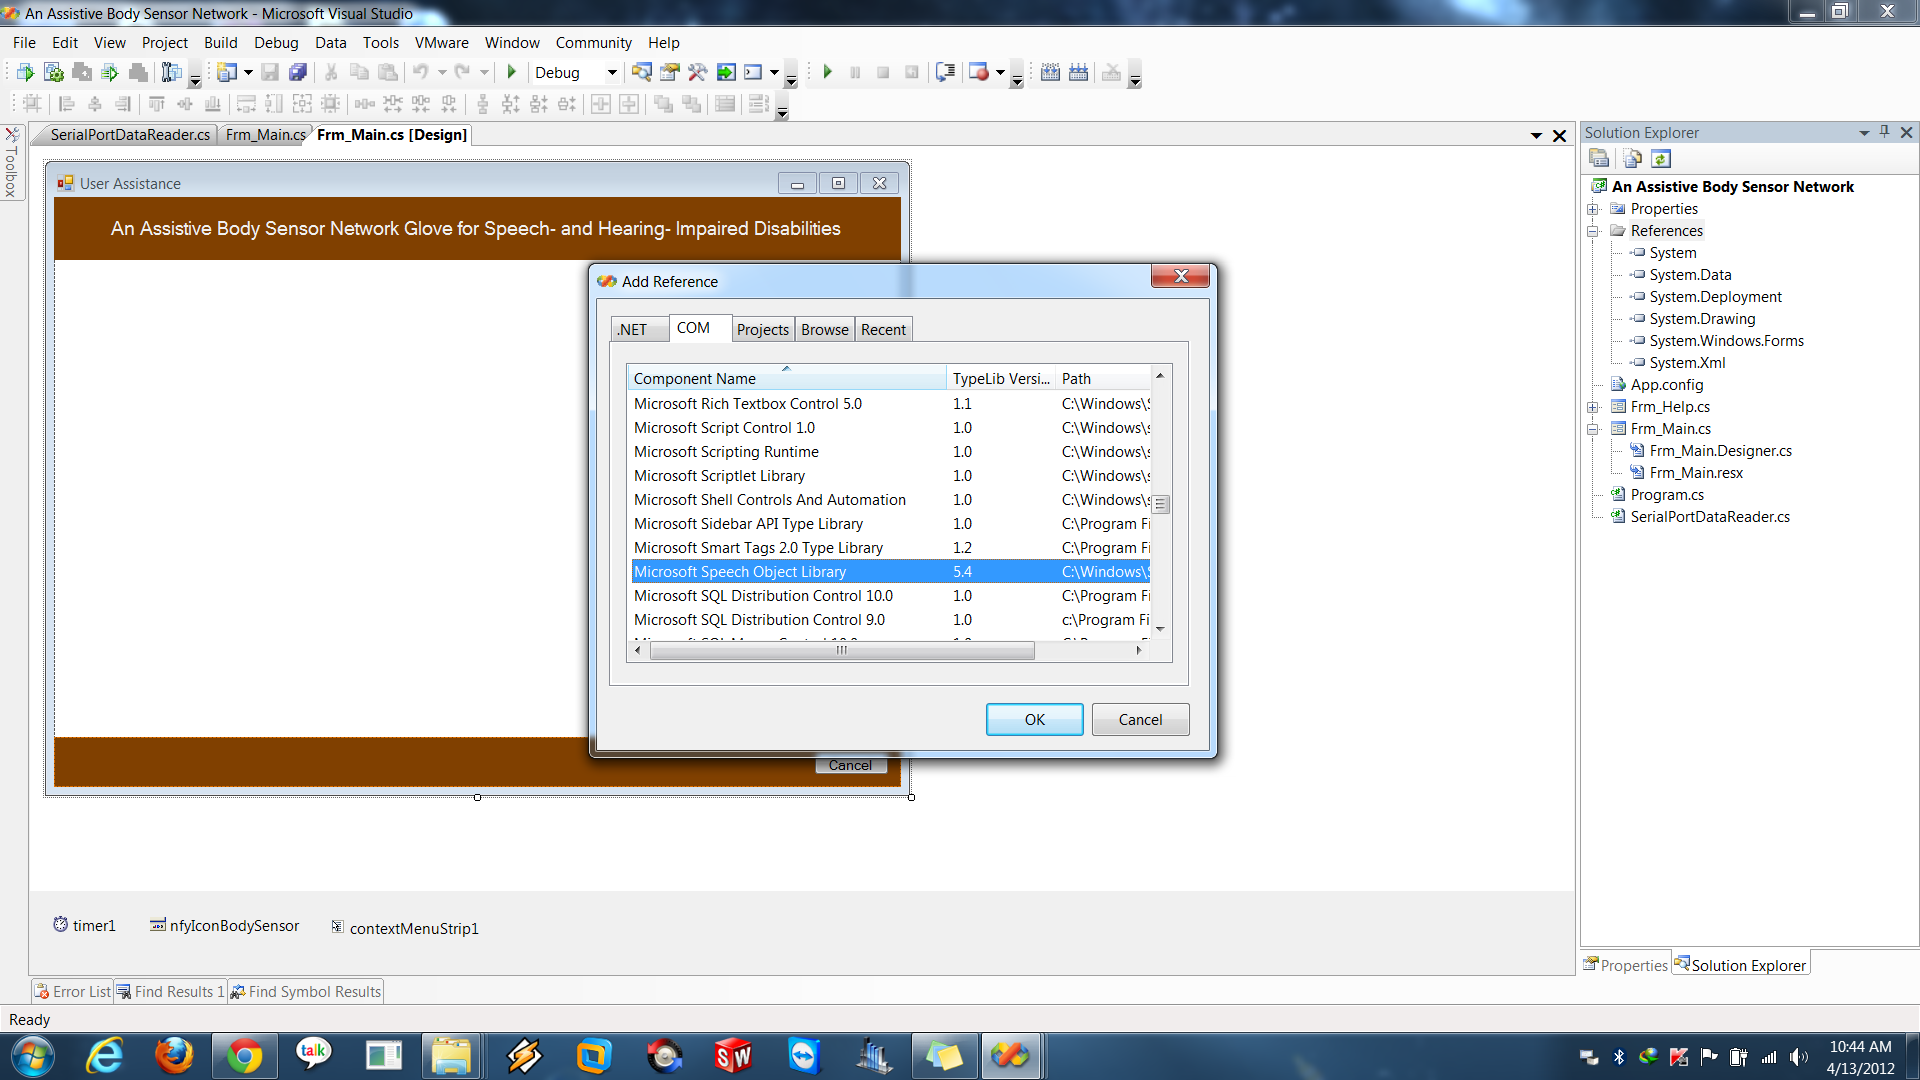 An Assistive Body Sensor Network - Microsoft Visual Studio
File Edit View Project Build Debug Data Tools VMware Window Community Help
Debug
Toolbox
SerialPortDataReader.cs Frm_Main.cs Frm_Main.cs [Design]
User Assistance
An Assistive Body Sensor Network Glove for Speech- and Hearing- Impaired Disabilities
Add Reference
.NET COM Projects Browse Recent
Component Name TypeLib Versi... Path
Microsoft Rich Textbox Control 5.0 1.1 C:\Windows\S
Microsoft Script Control 1.0 1.0 C:\Windows\s
Microsoft Scripting Runtime 1.0 C:\Windows\s
Microsoft Scriptlet Library 1.0 C:\Windows\s
Microsoft Shell Controls And Automation 1.0 C:\Windows\s
Microsoft Sidebar API Type Library 1.0 C:\Program Fi
Microsoft Smart Tags 2.0 Type Library 1.2 C:\Program Fi
Microsoft Speech Object Library 5.4 C:\Windows\S
Microsoft SQL Distribution Control 10.0 1.0 C:\Program Fi
Microsoft SQL Distribution Control 9.0 1.0 c:\Program Fi
OK Cancel
Cancel
timer1 nfyIconBodySensor contextMenuStrip1
Solution Explorer
An Assistive Body Sensor Network
Properties
References
System
System.Data
System.Deployment
System.Drawing
System.Windows.Forms
System.Xml
App.config
Frm_Help.cs
Frm_Main.cs
Frm_Main.Designer.cs
Frm_Main.resx
Program.cs
SerialPortDataReader.cs
Properties Solution Explorer
Error List Find Results 1 Find Symbol Results
Ready
talk
SW
10:44 AM
4/13/2012